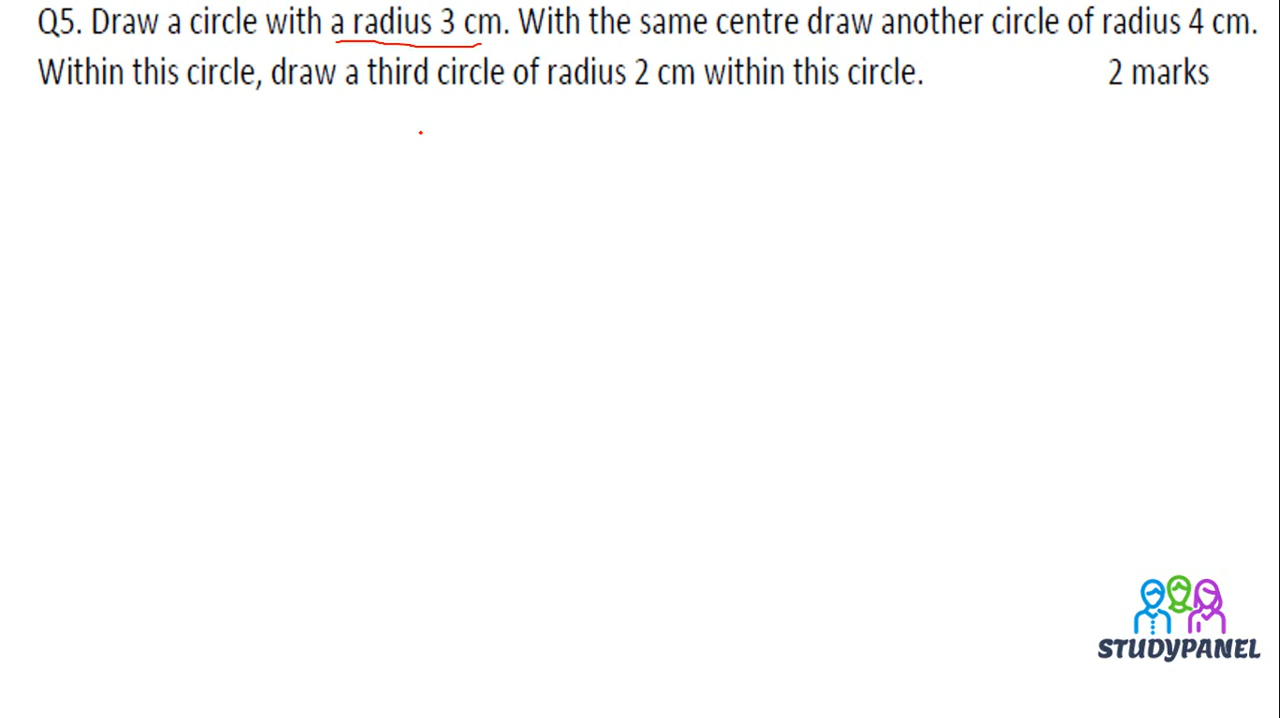 Q5. Draw a circle with a radius 3 cm. With the same centre draw another circle of radius 4 cm.
Within this circle, draw a third circle of radius 2 cm within this circle. 2 marks
STUDYPANEL